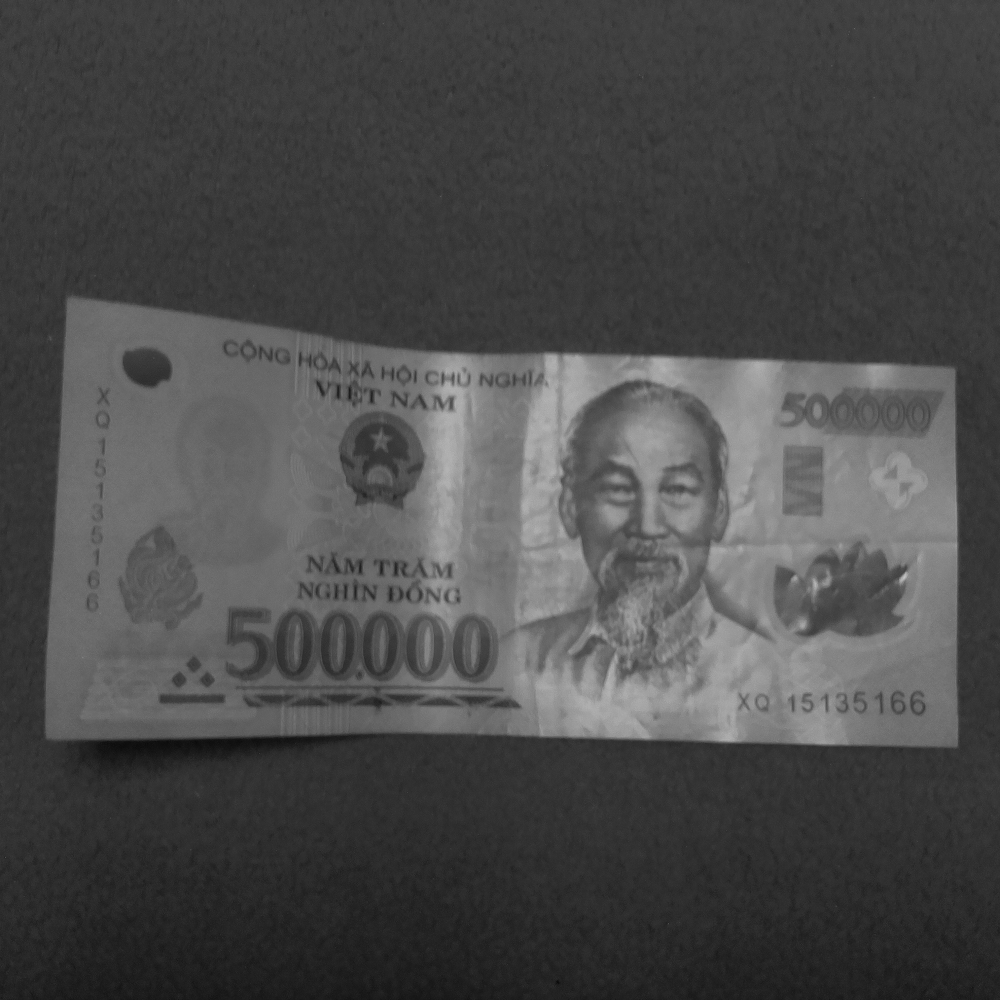 CỘNG HÒA XÃ HỘI CHỦ NGHĨA
VIỆT NAM
500000
VN
XQ 15135166
NĂM TRĂM
NGHÌN ĐỒNG
500.000
XQ 15135166